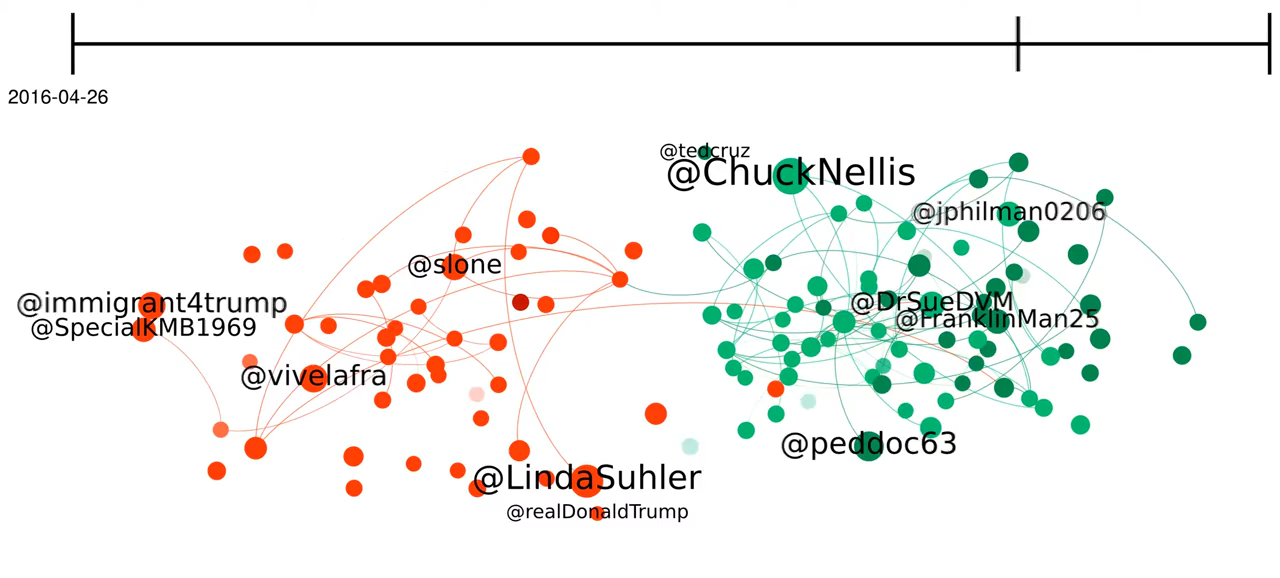 2016-04-26
@tedcruz
@ChuckNellis
@jphilman0206
@slone
@immigrant4trump
@DrSueDVM
@SpecialKMB1969
@FranklinMan25
@vivelafra
@peddoc63
@LindaSuhler
@realDonaldTrump